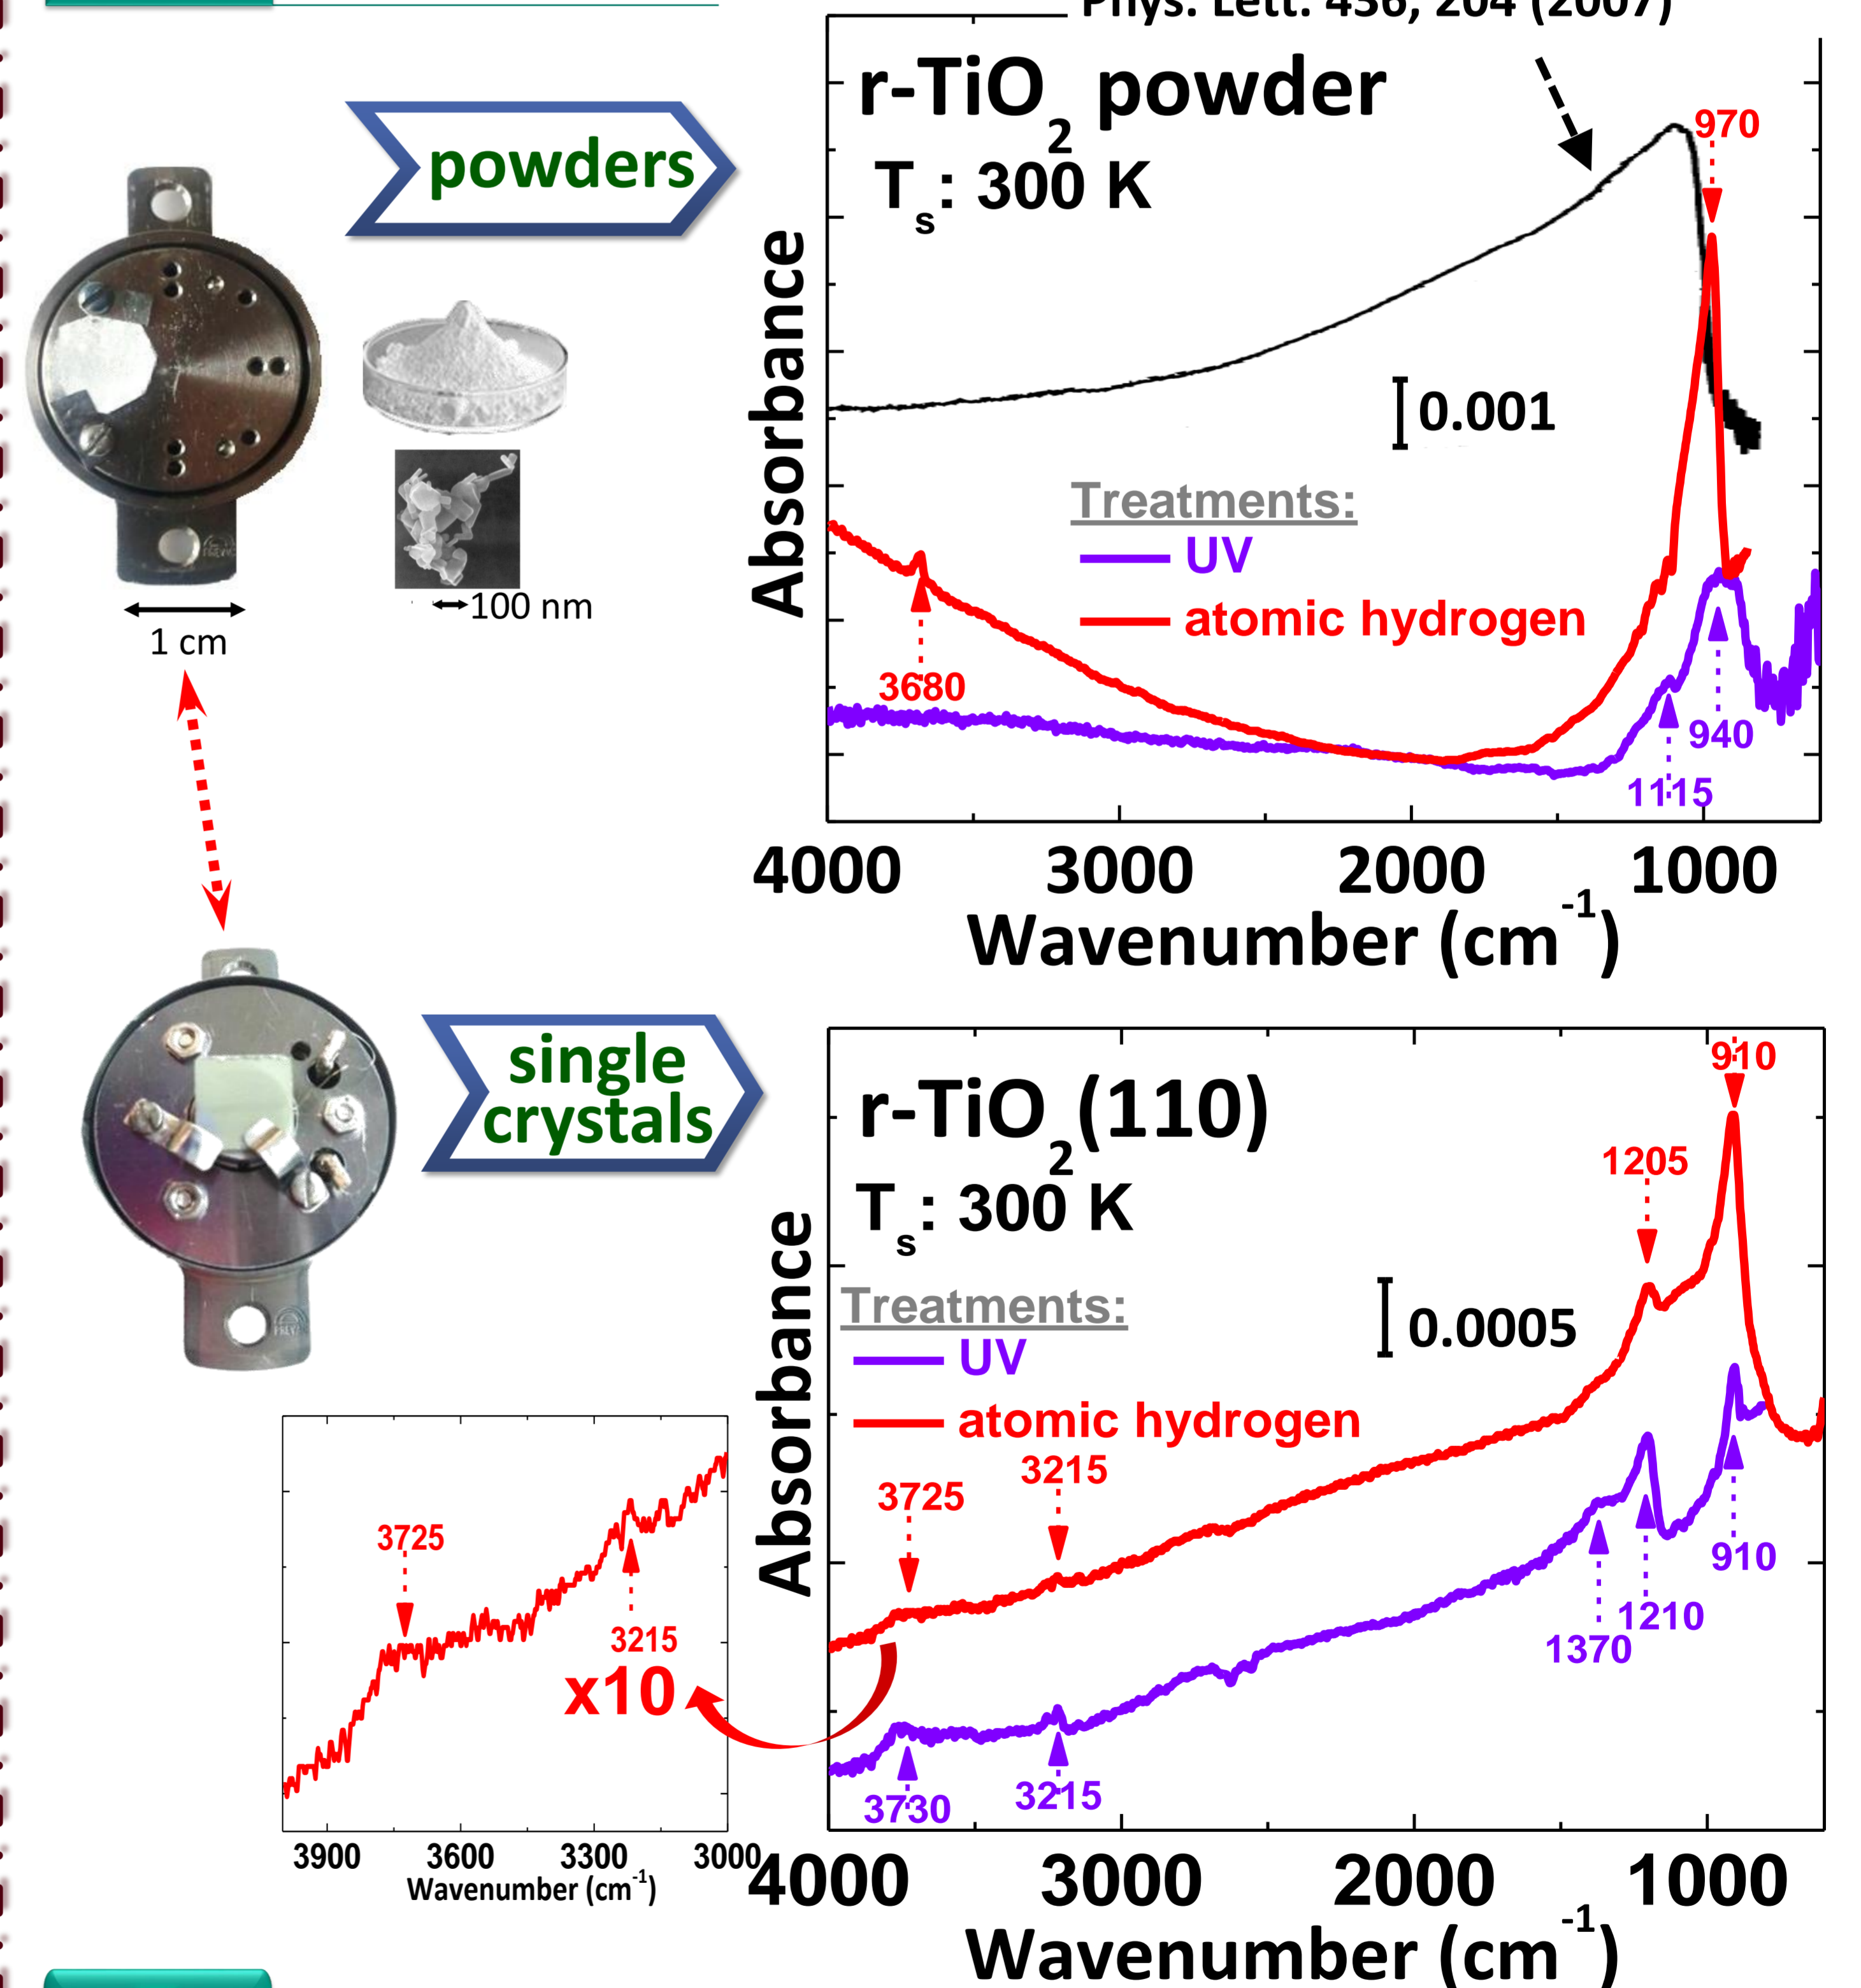 Phys. Lett. 436, 204 (2007)
powders
r-TiO2 powder
Ts: 300 K
970
Absorbance
0.001
Treatments:
UV
atomic hydrogen
3680
940
1115
100 nm
1 cm
4000 3000 2000 1000
Wavenumber (cm-1)
single
crystals
r-TiO2(110)
Ts: 300 K
910
1205
Absorbance
0.0005
Treatments:
UV
atomic hydrogen
3725
3215
3730
3215
1370
1210
910
3725
3215
x10
3900 3600 3300 3000
Wavenumber (cm-1)
4000 3000 2000 1000
Wavenumber (cm-1)